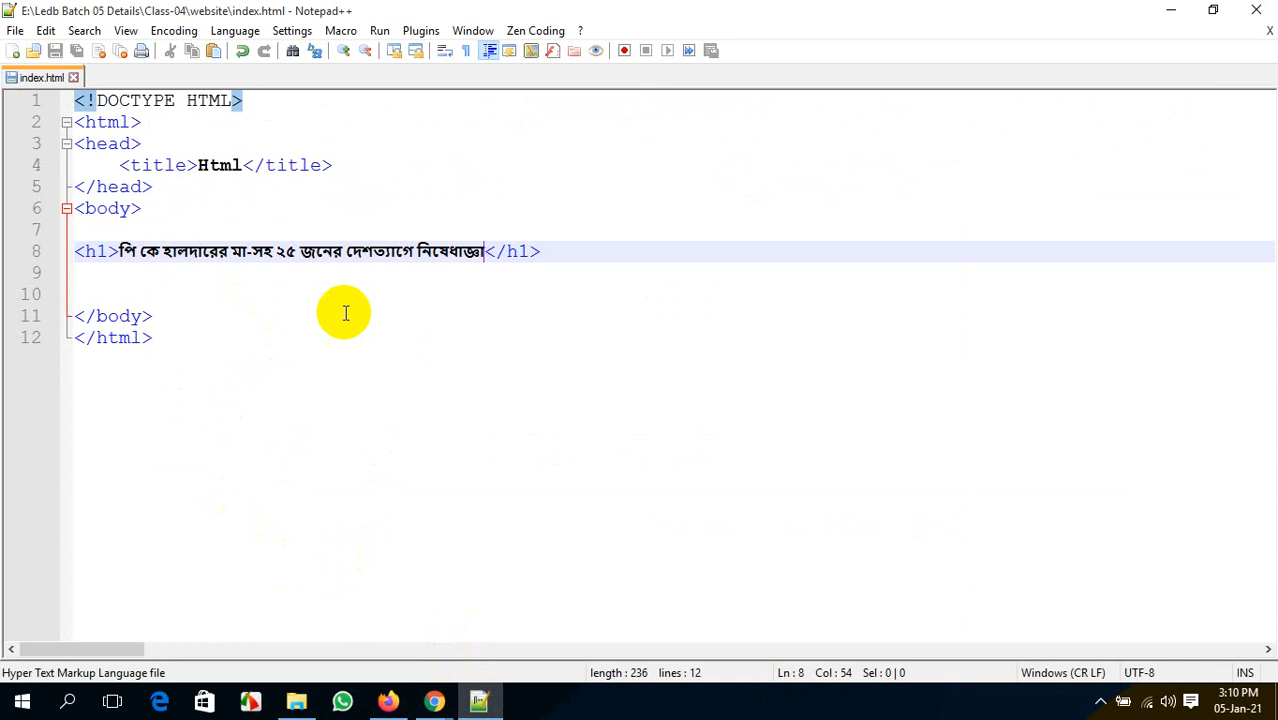 E:\Ledb Batch 05 Details\Class-04\website\index.html - Notepad++
File Edit Search View Encoding Language Settings Macro Run Plugins Window Zen Coding ? X
index.html
1 <!DOCTYPE HTML>
2 <html>
3 <head>
4 <title>Html</title>
5 </head>
6 <body>
7
8 <h1>পি কে হালদারের মা-সহ ২৫ জনের দেশত্যাগে নিষেধাজ্ঞা</h1>
9
10
11 </body>
12 </html>
Hyper Text Markup Language file length : 236 lines : 12 Ln : 8 Col : 54 Sel : 0 | 0 Windows (CR LF) UTF-8 INS
3:10 PM
05-Jan-21